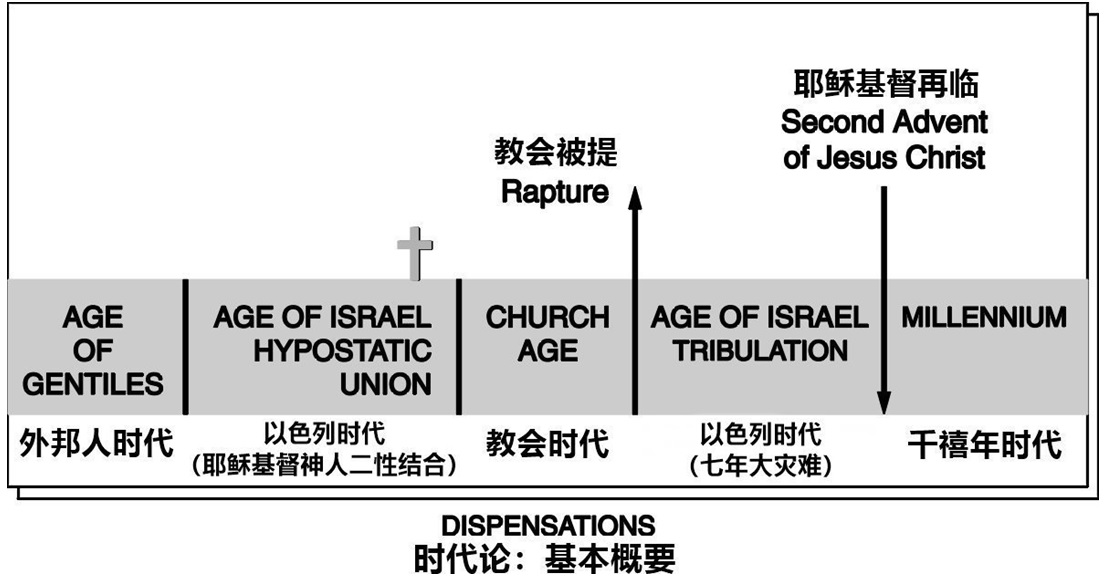 耶稣基督再临
Second Advent
of Jesus Christ
教会被提
Rapture
AGE
OF
GENTILES
AGE OF ISRAEL
HYPOSTATIC
UNION
CHURCH
AGE
AGE OF ISRAEL
TRIBULATION
MILLENNIUM
外邦人时代
以色列时代
（耶稣基督神人二性结合）
教会时代
以色列时代
（七年大灾难）
千禧年时代
DISPENSATIONS
时代论：基本概要